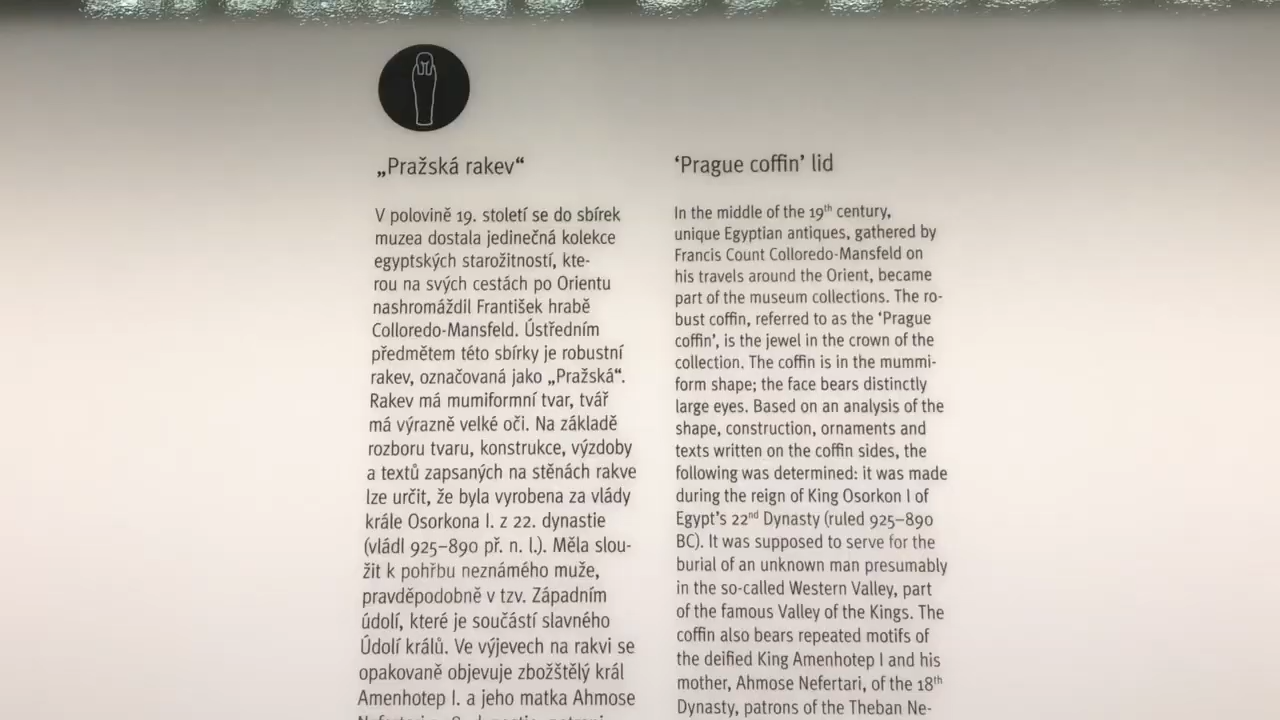 „Pražská rakev“
V polovině 19. století se do sbírek
muzea dostala jedinečná kolekce
egyptských starožitností, kte-
rou na svých cestách po Orientu
nashromáždil František hrabě
Colloredo-Mansfeld. Ústředním
předmětem této sbírky je robustní
rakev, označovaná jako „Pražská“.
Rakev má mumiformní tvar, tvář
má výrazně velké oči. Na základě
rozboru tvaru, konstrukce, výzdoby
a textů zapsaných na stěnách rakve
lze určit, že byla vyrobena za vlády
krále Osorkona I. z 22. dynastie
(vládl 925–890 př. n. l.). Měla slou-
žit k pohřbu neznámého muže,
pravděpodobně v tzv. Západním
údolí, které je součástí slavného
Údolí králů. Ve výjevech na rakvi se
opakovaně objevuje zbožštělý král
Amenhotep I. a jeho matka Ahmose
‘Prague coffin’ lid
In the middle of the 19th century,
unique Egyptian antiques, gathered by
Francis Count Colloredo-Mansfeld on
his travels around the Orient, became
part of the museum collections. The ro-
bust coffin, referred to as the ‘Prague
coffin’, is the jewel in the crown of the
collection. The coffin is in the mummi-
form shape; the face bears distinctly
large eyes. Based on an analysis of the
shape, construction, ornaments and
texts written on the coffin sides, the
following was determined: it was made
during the reign of King Osorkon I of
Egypt’s 22nd Dynasty (ruled 925–890
BC). It was supposed to serve for the
burial of an unknown man presumably
in the so-called Western Valley, part
of the famous Valley of the Kings. The
coffin also bears repeated motifs of
the deified King Amenhotep I and his
mother, Ahmose Nefertari, of the 18th
Dynasty, patrons of the Theban Ne-